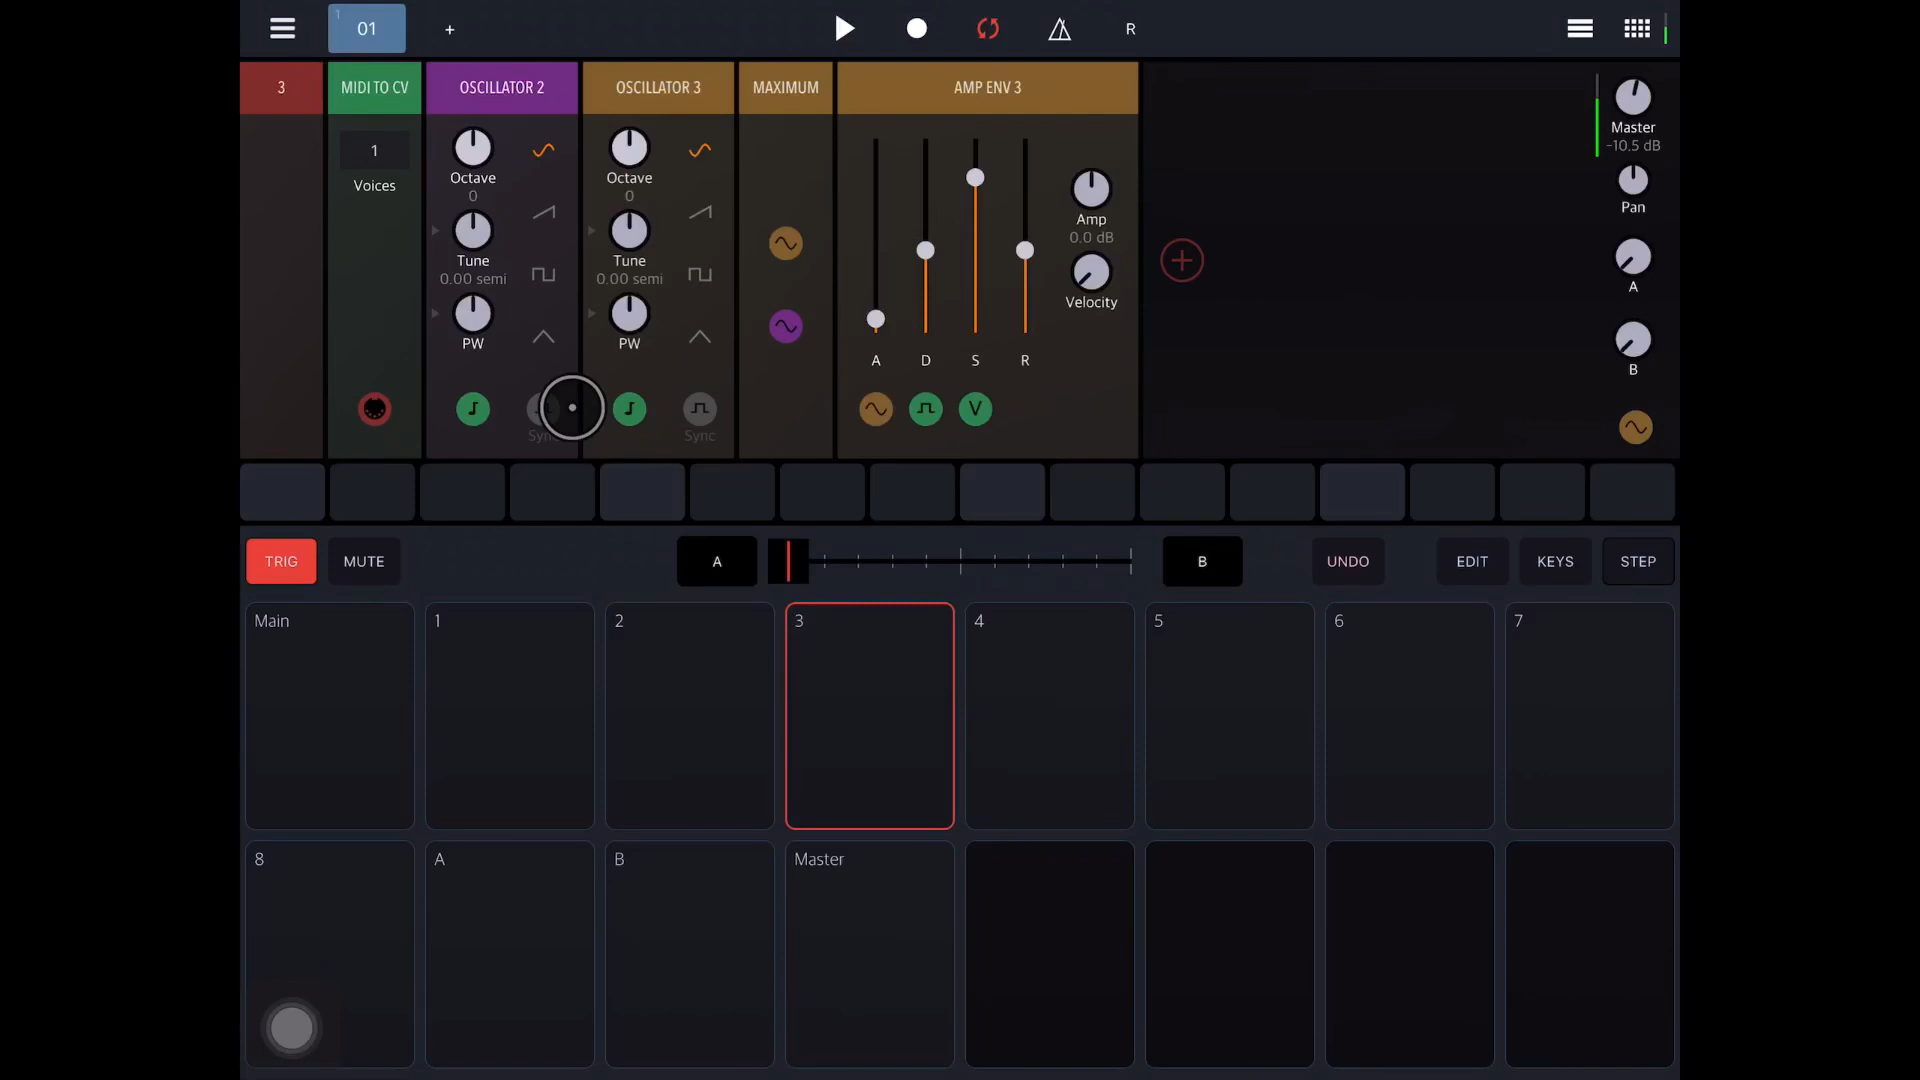 1
01
+
R
3
MIDI TO CV
OSCILLATOR 2
OSCILLATOR 3
MAXIMUM
AMP ENV 3
Master
-10.5 dB
1
Voices
Octave
0
Octave
0
Amp
0.0 dB
Pan
Tune
0.00 semi
Tune
0.00 semi
Velocity
A
PW
PW
A
D
S
R
B
V
Sync
Sync
TRIG
MUTE
A
B
UNDO
EDIT
KEYS
STEP
Main
1
2
3
4
5
6
7
8
A
B
Master